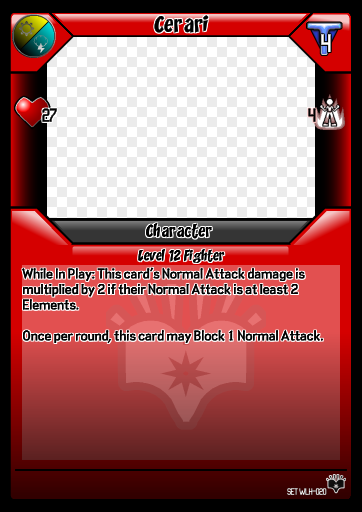 Cerari
4
27
4
Character
Level 12 Fighter
While In Play: This card's Normal Attack damage is
multiplied by 2 if their Normal Attack is at least 2
Elements.
Once per round, this card may Block 1 Normal Attack.
SET WLH-020